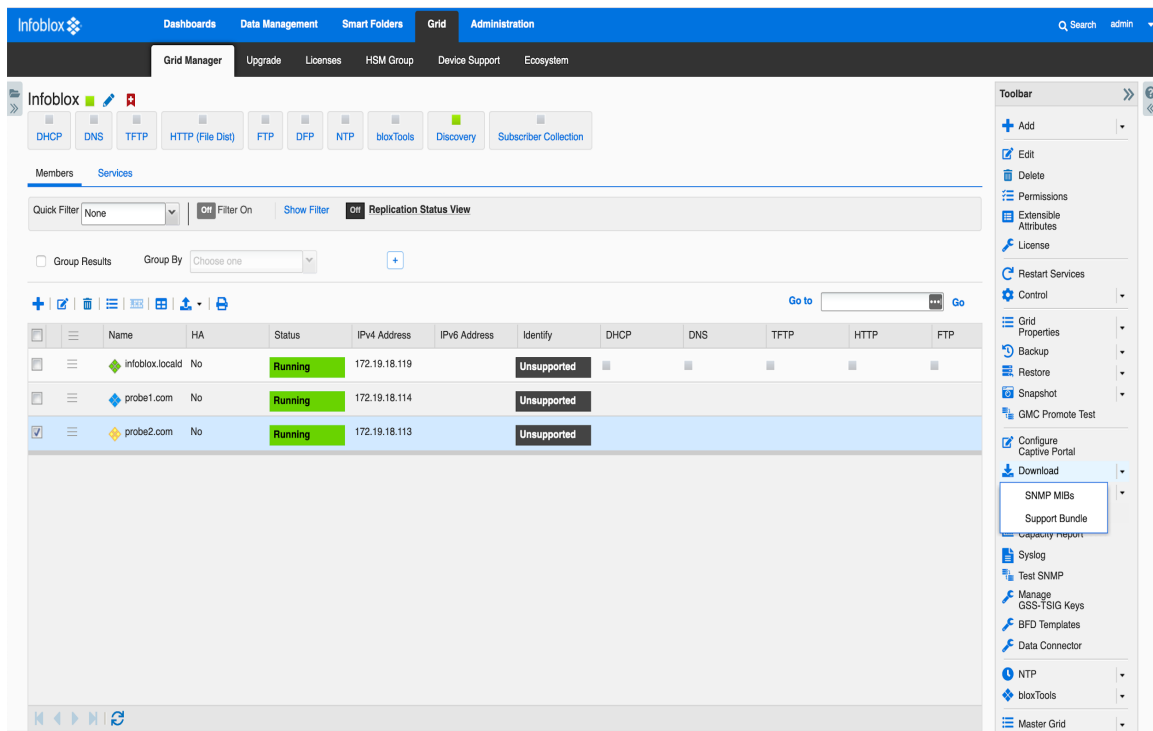 Infoblox
Dashboards Data Management Smart Folders Grid Administration
Search admin
Grid Manager Upgrade Licenses HSM Group Device Support Ecosystem
Infoblox
DHCP DNS TFTP HTTP (File Dist) FTP DFP NTP bloxTools Discovery Subscriber Collection
Members Services
Quick Filter None Off Filter On Show Filter Off Replication Status View
Group Results Group By Choose one +
Go to Go
Name HA Status IPv4 Address IPv6 Address Identify DHCP DNS TFTP HTTP FTP
infoblox.locald No Running 172.19.18.119 Unsupported
probe1.com No Running 172.19.18.114 Unsupported
probe2.com No Running 172.19.18.113 Unsupported
Toolbar
Add
Edit
Delete
Permissions
Extensible
Attributes
License
Restart Services
Control
Grid
Properties
Backup
Restore
Snapshot
GMC Promote Test
Configure
Captive Portal
Download
SNMP MIBs
Support Bundle
Capacity Report
Syslog
Test SNMP
Manage
GSS-TSIG Keys
BFD Templates
Data Connector
NTP
bloxTools
Master Grid